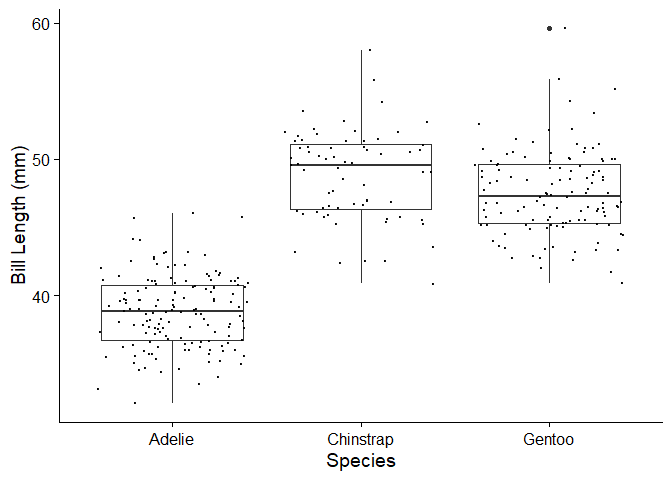 60
50
40
Bill Length (mm)
Adelie
Chinstrap
Gentoo
Species